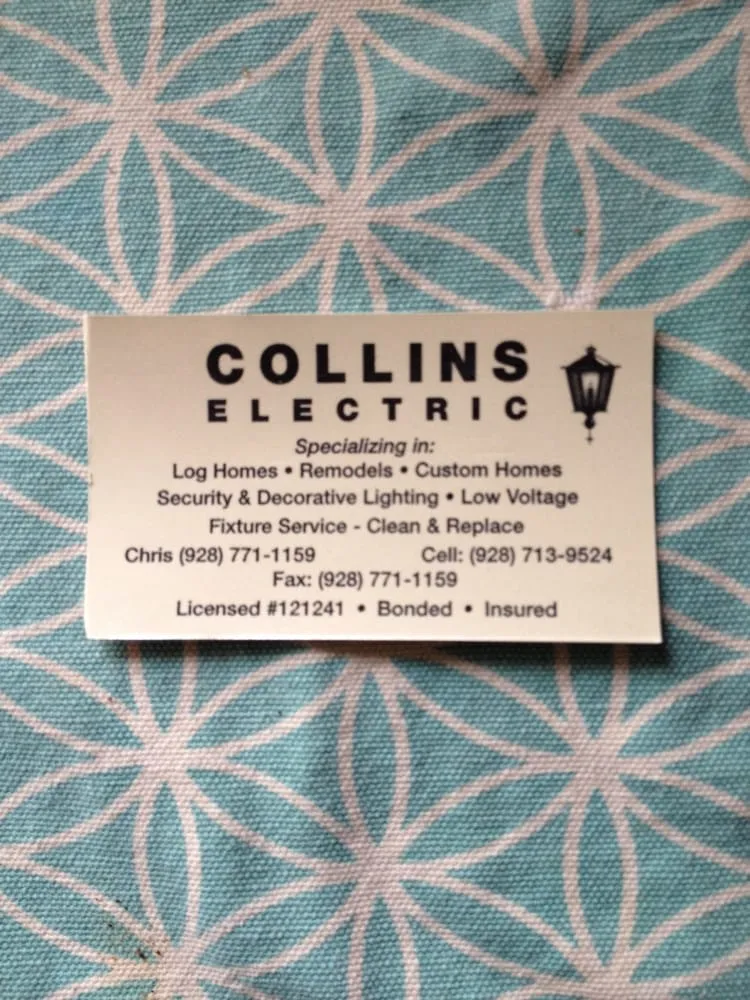 COLLINS
ELECTRIC
Specializing in:
Log Homes • Remodels • Custom Homes
Security & Decorative Lighting • Low Voltage
Fixture Service - Clean & Replace
Chris (928) 771-1159 Cell: (928) 713-9524
Fax: (928) 771-1159
Licensed #121241 • Bonded • Insured